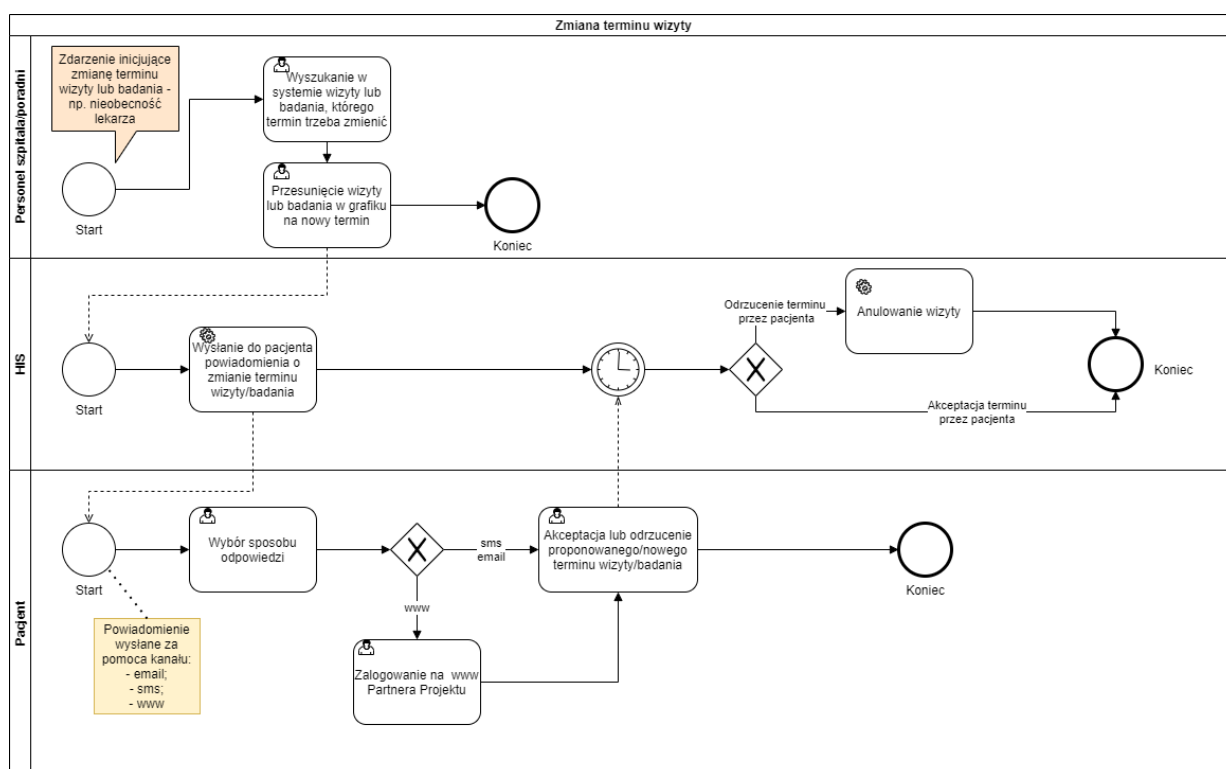 Zmiana terminu wizyty
Personel szpitala/poradni
Zdarzenie inicjujące
zmianę terminu
wizyty lub badania -
np. nieobecność
lekarza
Wyszukanie w
systemie wizyty lub
badania, którego
termin trzeba zmienić
Start
Przesunięcie wizyty
lub badania w grafiku
na nowy termin
Koniec
HIS
Start
Wysłanie do pacjenta
powiadomienia o
zmianie terminu
wizyty/badania
Odrzucenie terminu
przez pacjenta
Anulowanie wizyty
Akceptacja terminu
przez pacjenta
Koniec
Pacjent
Start
Wybór sposobu
odpowiedzi
sms
email
www
Akceptacja lub odrzucenie
proponowanego/nowego
terminu wizyty/badania
Koniec
Powiadomienie
wysłane za
pomoca kanału:
- email;
- sms;
- www
Zalogowanie na www
Partnera Projektu